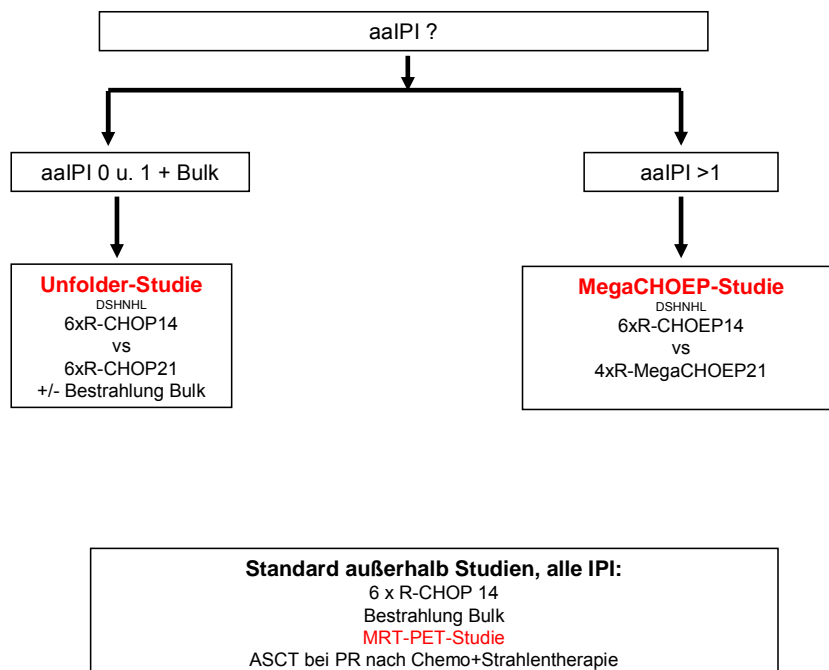 aaIPI ?
aaIPI 0 u. 1 + Bulk
aaIPI >1
Unfolder-Studie
DSHNHL
6xR-CHOP14
vs
6xR-CHOP21
+/- Bestrahlung Bulk
MegaCHOEP-Studie
DSHNHL
6xR-CHOEP14
vs
4xR-MegaCHOEP21
Standard außerhalb Studien, alle IPI:
6 x R-CHOP 14
Bestrahlung Bulk
MRT-PET-Studie
ASCT bei PR nach Chemo+Strahlentherapie